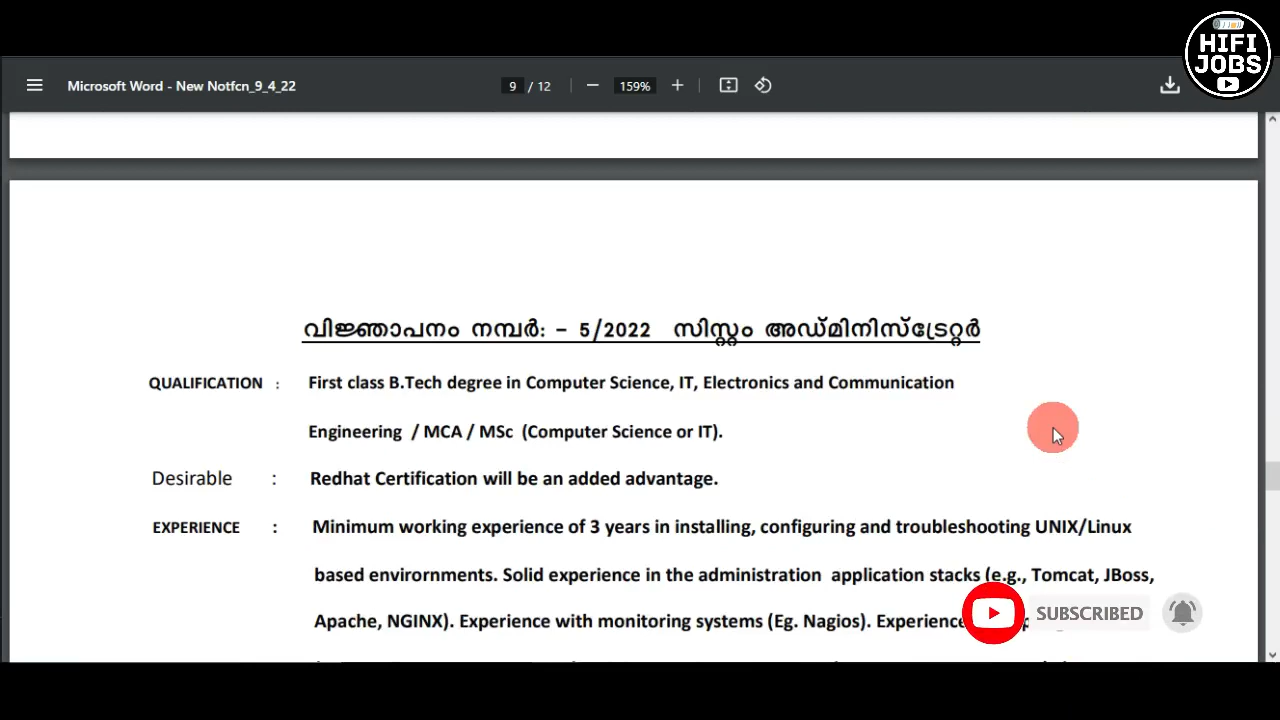 HIFI
JOBS
Microsoft Word - New Notfcn_9_4_22
9 / 12
159%
വിജ്ഞാപനം നമ്പർ: – 5/2022 സിസ്റ്റം അഡ്മിനിസ്ട്രേറ്റർ
QUALIFICATION : First class B.Tech degree in Computer Science, IT, Electronics and Communication
Engineering / MCA / MSc (Computer Science or IT).
Desirable : Redhat Certification will be an added advantage.
EXPERIENCE : Minimum working experience of 3 years in installing, configuring and troubleshooting UNIX/Linux
based envirornments. Solid experience in the administration application stacks (e.g., Tomcat, JBoss,
Apache, NGINX). Experience with monitoring systems (Eg. Nagios).
SUBSCRIBED